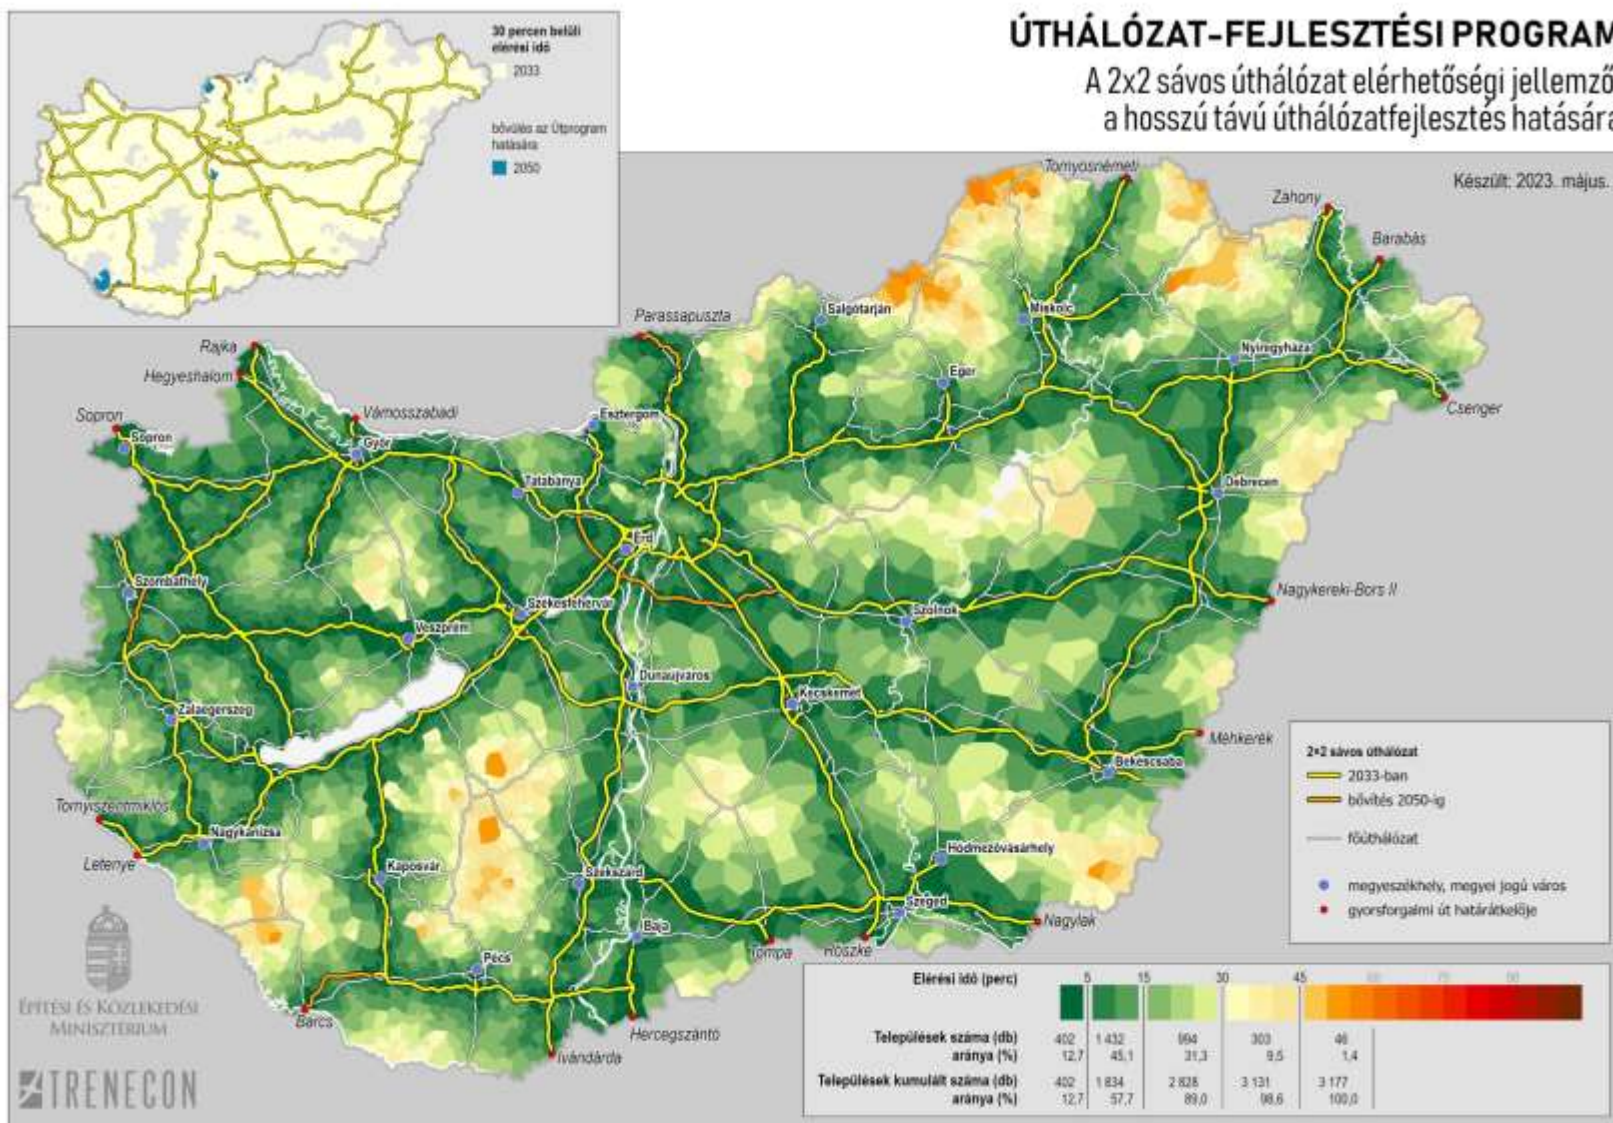 ÚTHÁLÓZAT-FEJLESZTÉSI PROGRAM
A 2x2 sávos úthálózat elérhetőségi jellemző
a hosszú távú úthálózatfejlesztés hatására
Készült: 2023. május.
30 percen belüli
elérési idő
2033
bővülés az Útprogram
hatására
2050
Tornyosnémeti
Záhony
Barabás
Parassapuszta
Salgótarján
Miskolc
Rajka
Nyíregyháza
Hegyeshalom
Eger
Csenger
Sopron
Vámosszabadi
Esztergom
Sopron
Győr
Tatabánya
Debrecen
Érd
Szombathely
Nagykereki-Bors II
Székesfehérvár
Szolnok
Veszprém
Dunaújváros
Kecskemét
Zalaegerszeg
Méhkerék
Békéscsaba
Tornyiszentmiklós
Nagykanizsa
Letenye
Kaposvár
Hódmezővásárhely
Szekszárd
Szeged
Nagylak
Baja
Tompa
Röszke
Pécs
Barcs
Hercegszántó
Ivándárda
2×2 sávos úthálózat
2033-ban
bővítés 2050-ig
főúthálózat
megyeszékhely, megyei jogú város
gyorsforgalmi út határátkelője
ÉPÍTÉSI ÉS KÖZLEKEDÉSI
MINISZTÉRIUM
TRENECON
Elérési idő (perc) 5 15 30 45 60 75 90
Települések száma (db) 402 1 432 994 303 46
aránya (%) 12,7 45,1 31,3 9,5 1,4
Települések kumulált száma (db) 402 1 834 2 828 3 131 3 177
aránya (%) 12,7 57,7 89,0 98,6 100,0